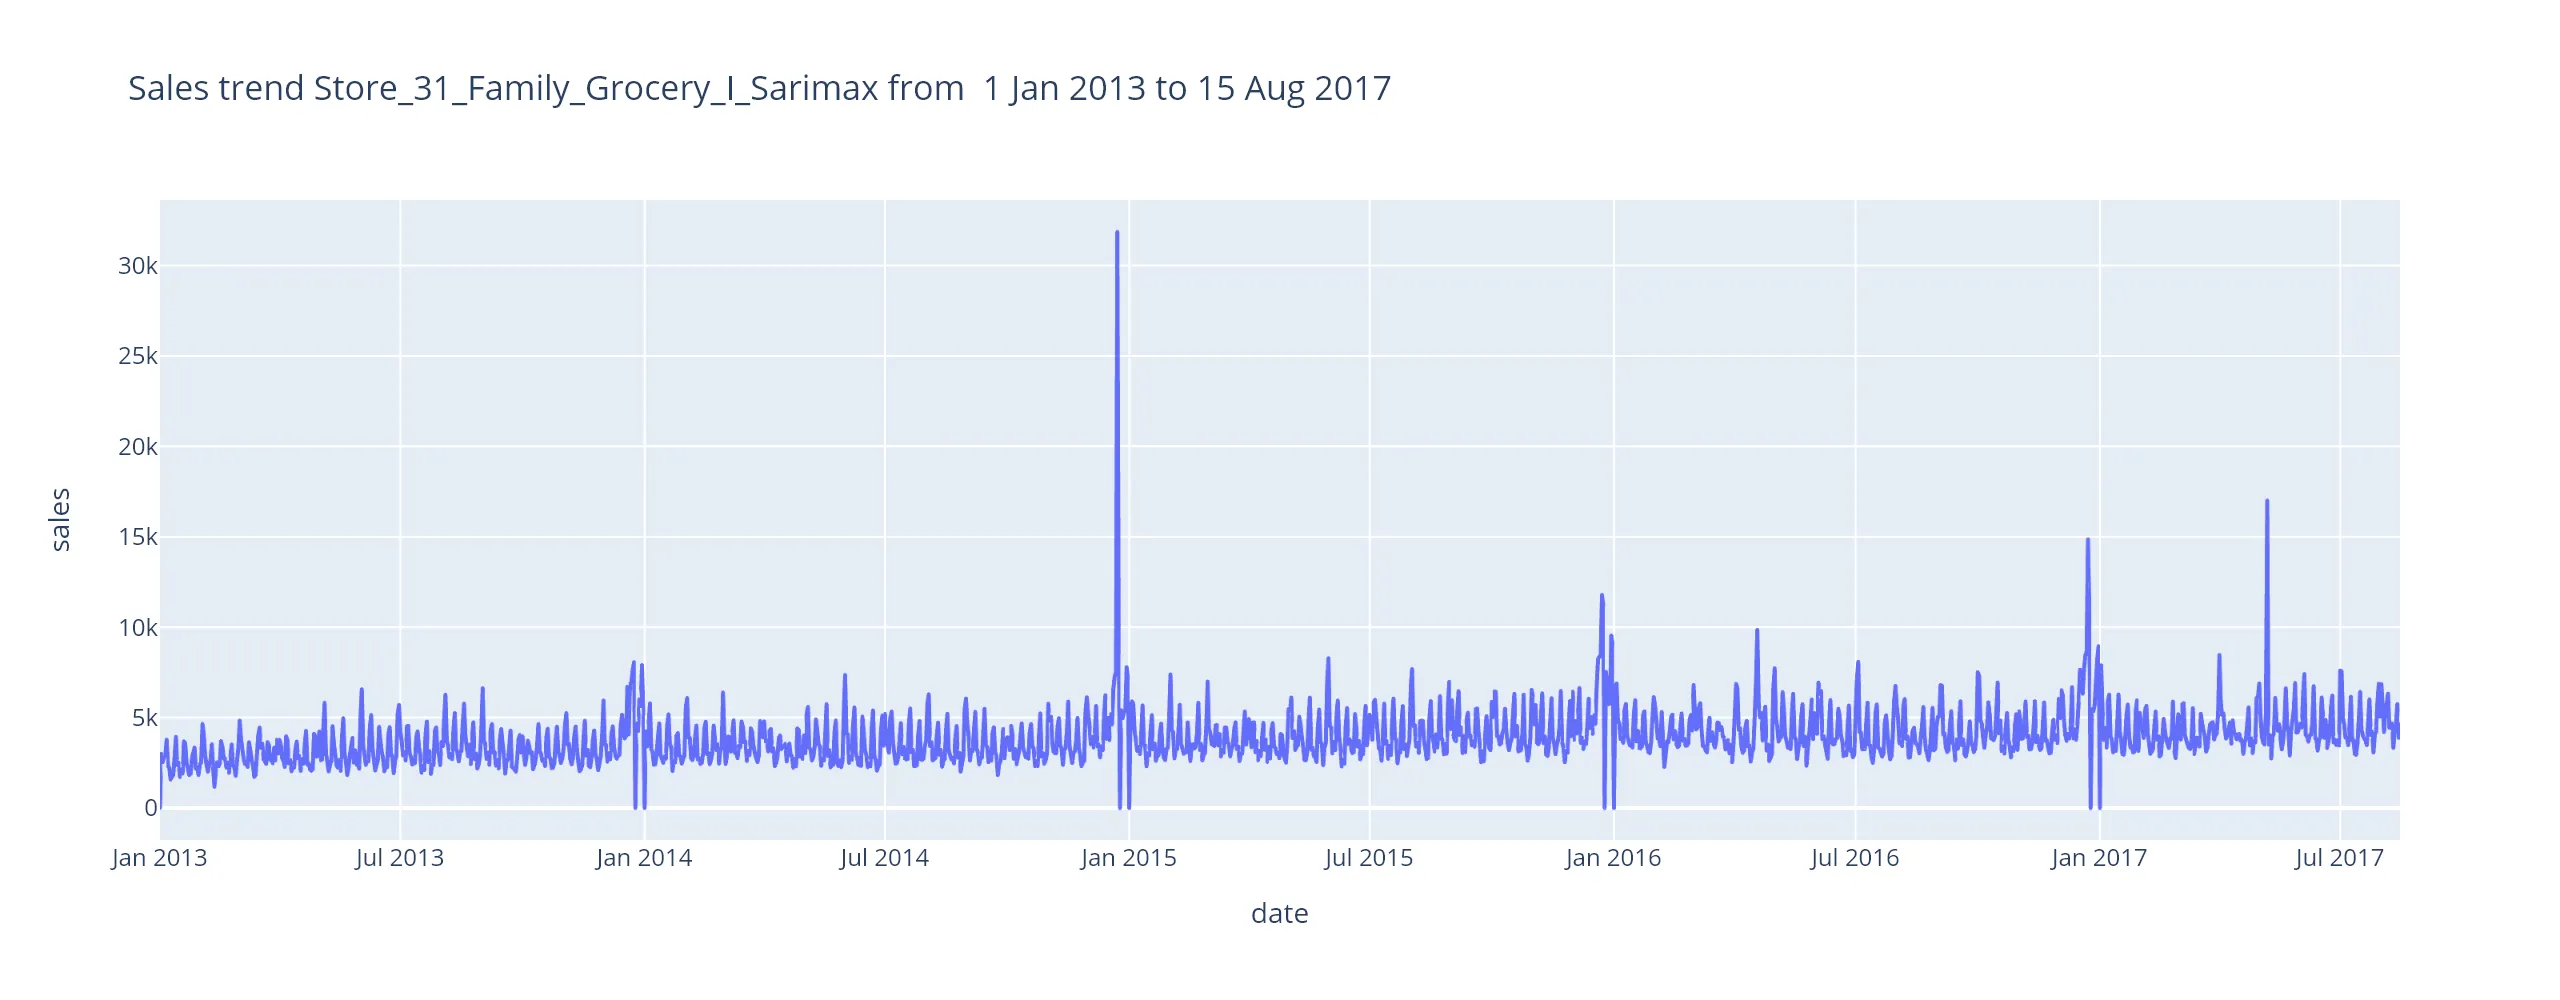 Sales trend Store_31_Family_Grocery_I_Sarimax from  1 Jan 2013 to 15 Aug 2017
30k
25k
20k
15k
10k
5k
0
sales
Jan 2013
Jul 2013
Jan 2014
Jul 2014
Jan 2015
Jul 2015
Jan 2016
Jul 2016
Jan 2017
Jul 2017
date